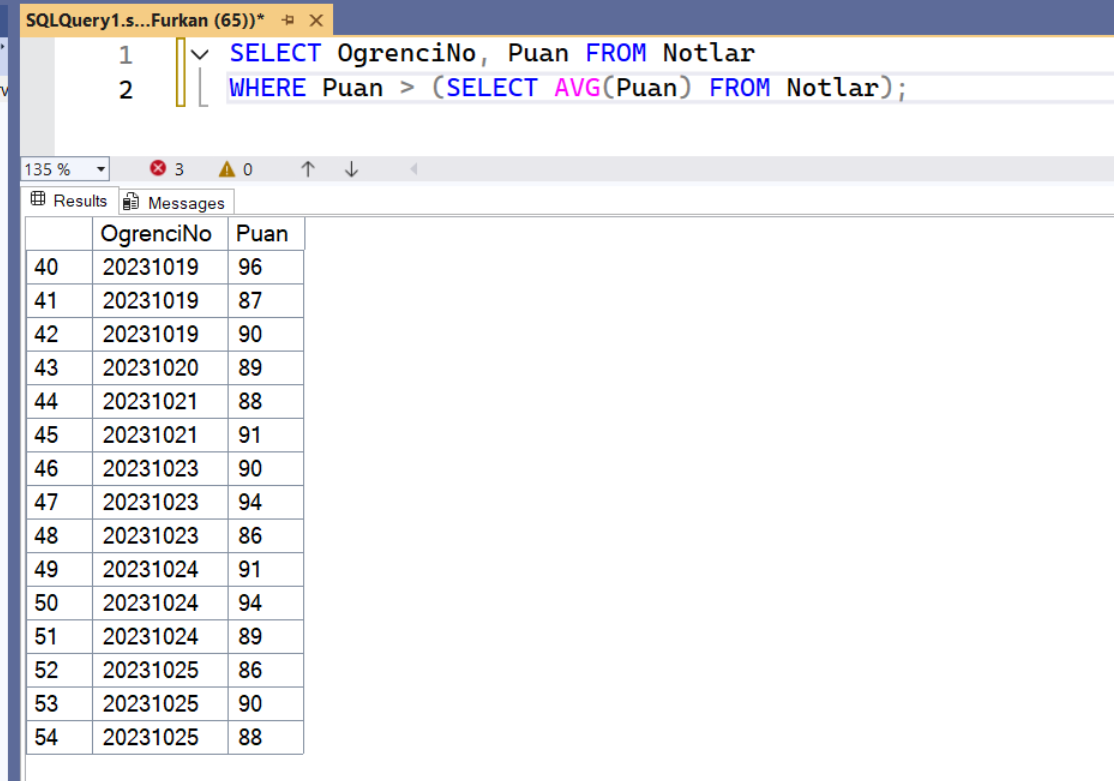 SQLQuery1.s...Furkan (65))*
1 SELECT OgrenciNo, Puan FROM Notlar
2 WHERE Puan > (SELECT AVG(Puan) FROM Notlar);
135 % 3 0
Results Messages
OgrenciNo Puan
40 20231019 96
41 20231019 87
42 20231019 90
43 20231020 89
44 20231021 88
45 20231021 91
46 20231023 90
47 20231023 94
48 20231023 86
49 20231024 91
50 20231024 94
51 20231024 89
52 20231025 86
53 20231025 90
54 20231025 88